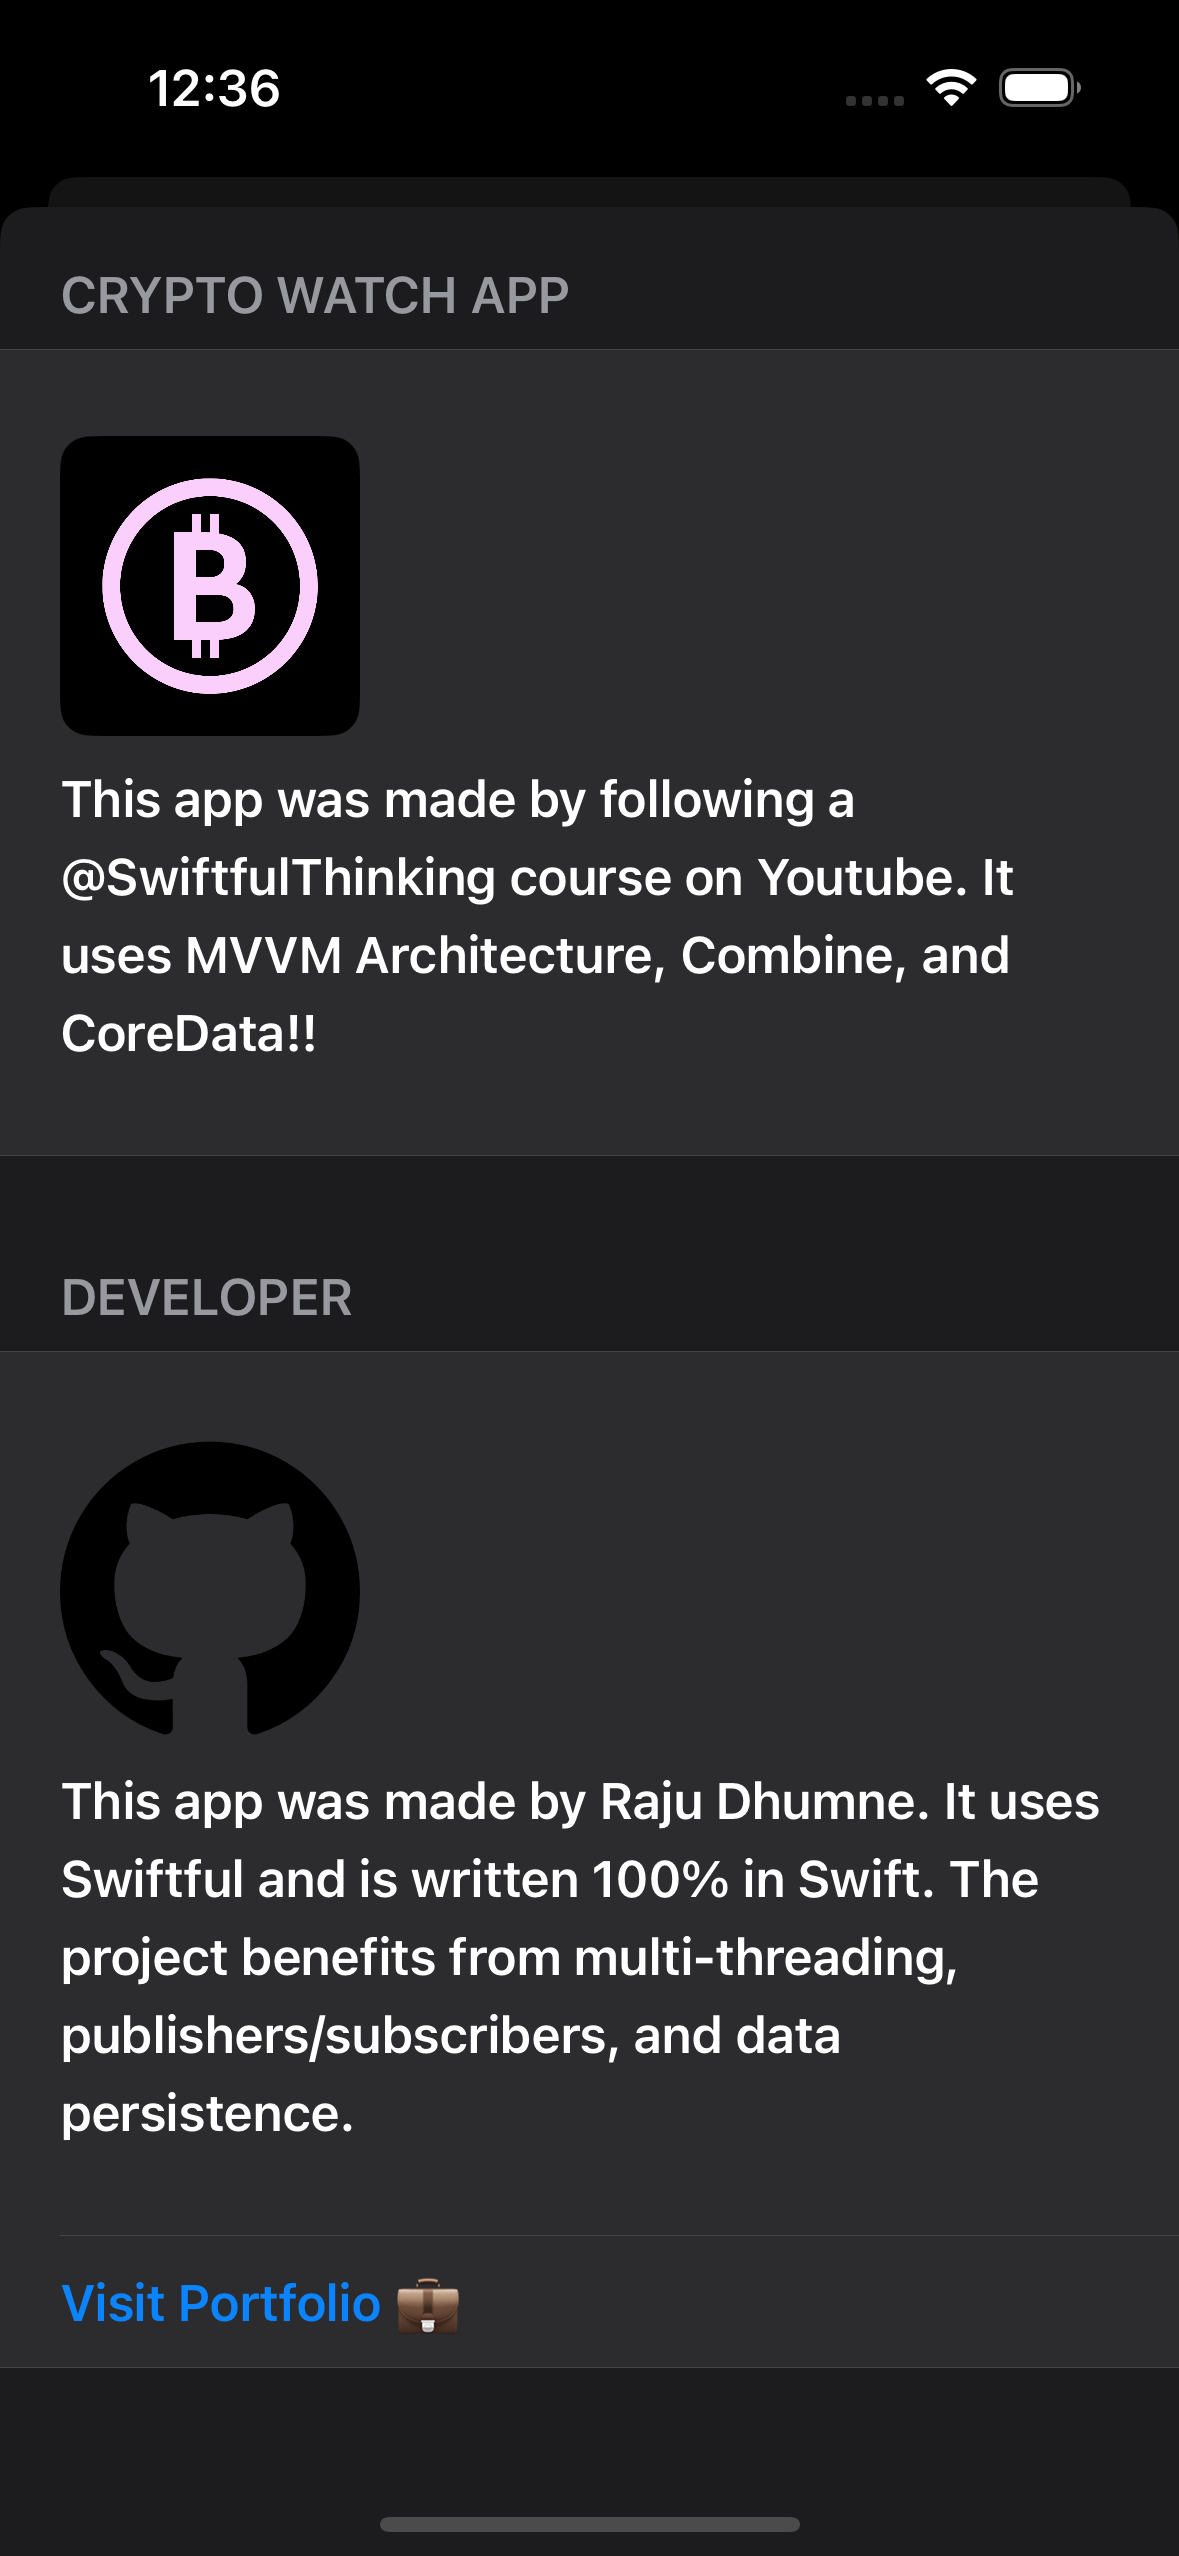 12:36
CRYPTO WATCH APP
This app was made by following a
@SwiftfulThinking course on Youtube. It
uses MVVM Architecture, Combine, and
CoreData!!
DEVELOPER
This app was made by Raju Dhumne. It uses
Swiftful and is written 100% in Swift. The
project benefits from multi-threading,
publishers/subscribers, and data
persistence.
Visit Portfolio 💼